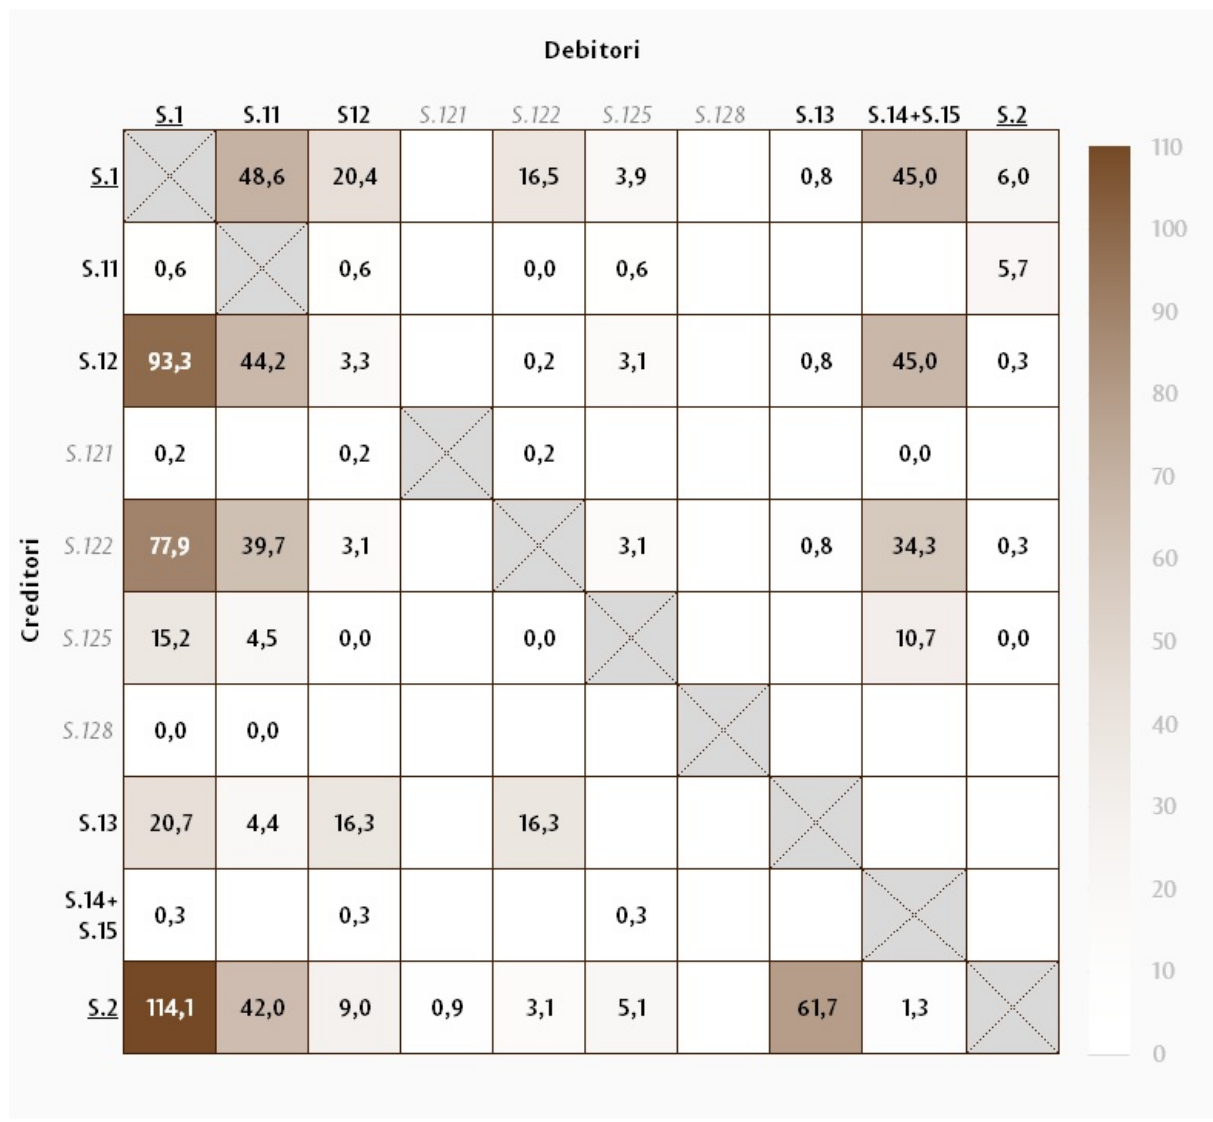 Debitori
S.1 S.11 S12 S.121 S.122 S.125 S.128 S.13 S.14+S.15 S.2
S.1 48,6 20,4 16,5 3,9 0,8 45,0 6,0
S.11 0,6 0,6 0,0 0,6 5,7
S.12 93,3 44,2 3,3 0,2 3,1 0,8 45,0 0,3
S.121 0,2 0,2 0,2 0,0
S.122 77,9 39,7 3,1 3,1 0,8 34,3 0,3
S.125 15,2 4,5 0,0 0,0 10,7 0,0
S.128 0,0 0,0
S.13 20,7 4,4 16,3 16,3
S.14+
S.15 0,3 0,3 0,3
S.2 114,1 42,0 9,0 0,9 3,1 5,1 61,7 1,3
Creditori
110
100
90
80
70
60
50
40
30
20
10
0